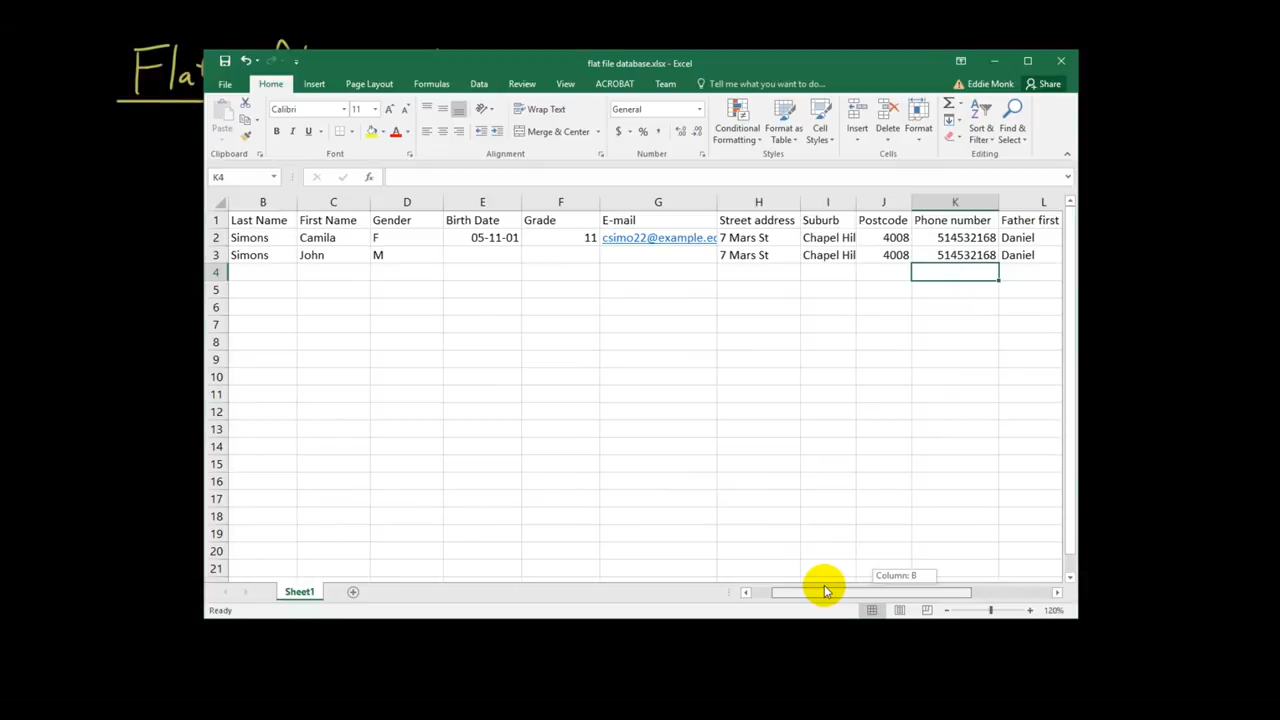 Flat
flat file database.xlsx - Excel
File Home Insert Page Layout Formulas Data Review View ACROBAT Team Tell me what you want to do... Eddie Monk Share
Calibri 11 A A Wrap Text General
Paste B I U A Merge & Center $ % Conditional Formatting Format as Table Cell Styles Insert Delete Format Sort & Filter Find & Select
Clipboard Font Alignment Number Styles Cells Editing
K4 fx
B C D E F G H I J K L
1 Last Name First Name Gender Birth Date Grade E-mail Street address Suburb Postcode Phone number Father first
2 Simons Camila F 05-11-01 11 csimo22@example.ec 7 Mars St Chapel Hil 4008 514532168 Daniel
3 Simons John M 7 Mars St Chapel Hil 4008 514532168 Daniel
4
5
6
7
8
9
10
11
12
13
14
15
16
17
18
19
20
21
Column: B
Sheet1
Ready 120%